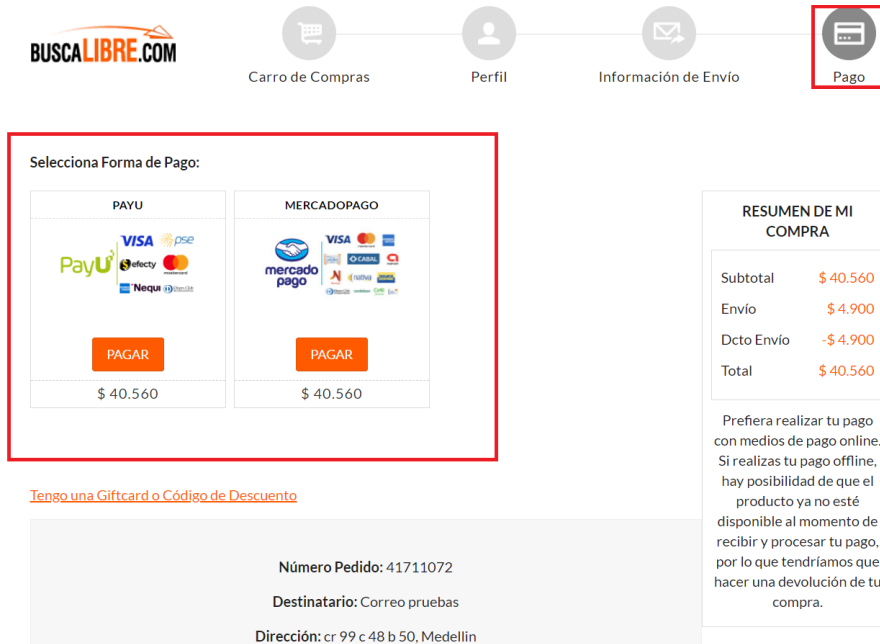 BUSCALIBRE.COM
Carro de Compras
Perfil
Información de Envío
Pago
Selecciona Forma de Pago:
PAYU
MERCADOPAGO
PayU
VISA
pse
efecty
mastercard
Nequi
Diners Club
mercado
pago
VISA
CABAL
nativa
PAGAR
PAGAR
$ 40.560
$ 40.560
RESUMEN DE MI
COMPRA
Subtotal $ 40.560
Envío $ 4.900
Dcto Envío -$ 4.900
Total $ 40.560
Prefiera realizar tu pago
con medios de pago online.
Si realizas tu pago offline,
hay posibilidad de que el
producto ya no esté
disponible al momento de
recibir y procesar tu pago,
por lo que tendríamos que
hacer una devolución de tu
compra.
Tengo una Giftcard o Código de Descuento
Número Pedido: 41711072
Destinatario: Correo pruebas
Dirección: cr 99 c 48 b 50, Medellin